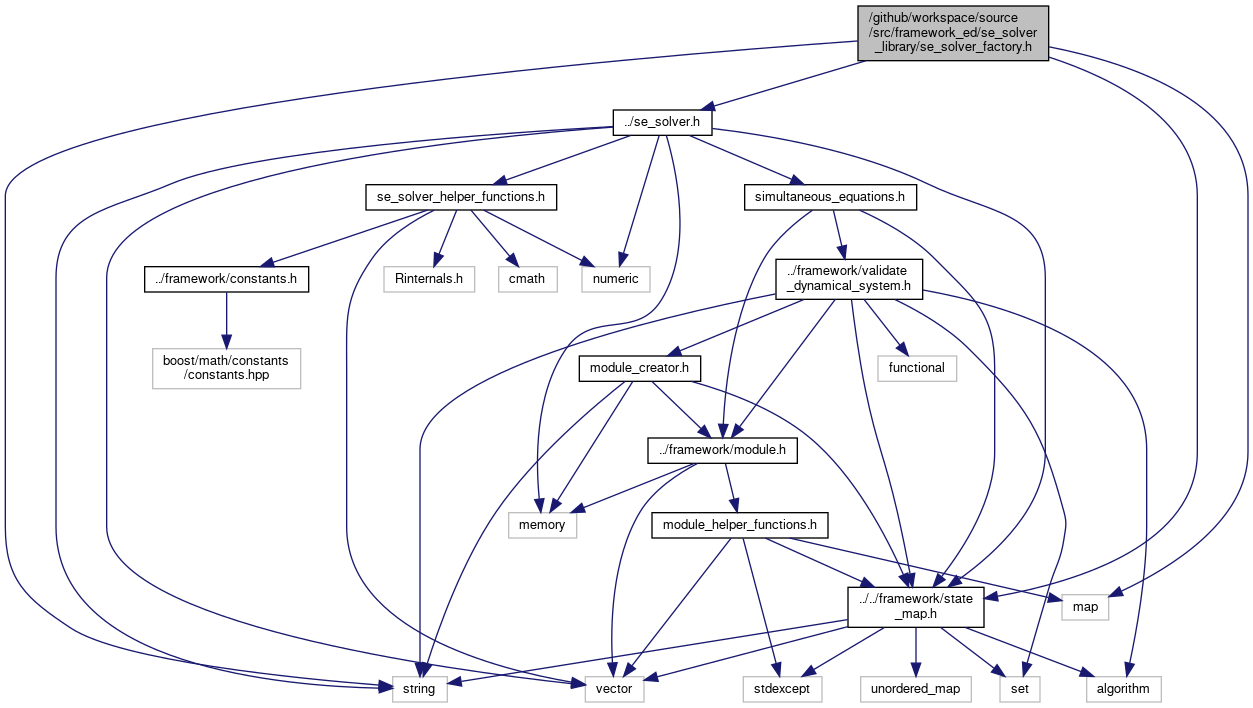 /github/workspace/source
/src/framework_ed/se_solver
_library/se_solver_factory.h
../se_solver.h
se_solver_helper_functions.h
simultaneous_equations.h
../framework/constants.h
Rinternals.h
cmath
numeric
../framework/validate
_dynamical_system.h
boost/math/constants
/constants.hpp
module_creator.h
functional
../framework/module.h
memory
module_helper_functions.h
../../framework/state
_map.h
map
string
vector
stdexcept
unordered_map
set
algorithm